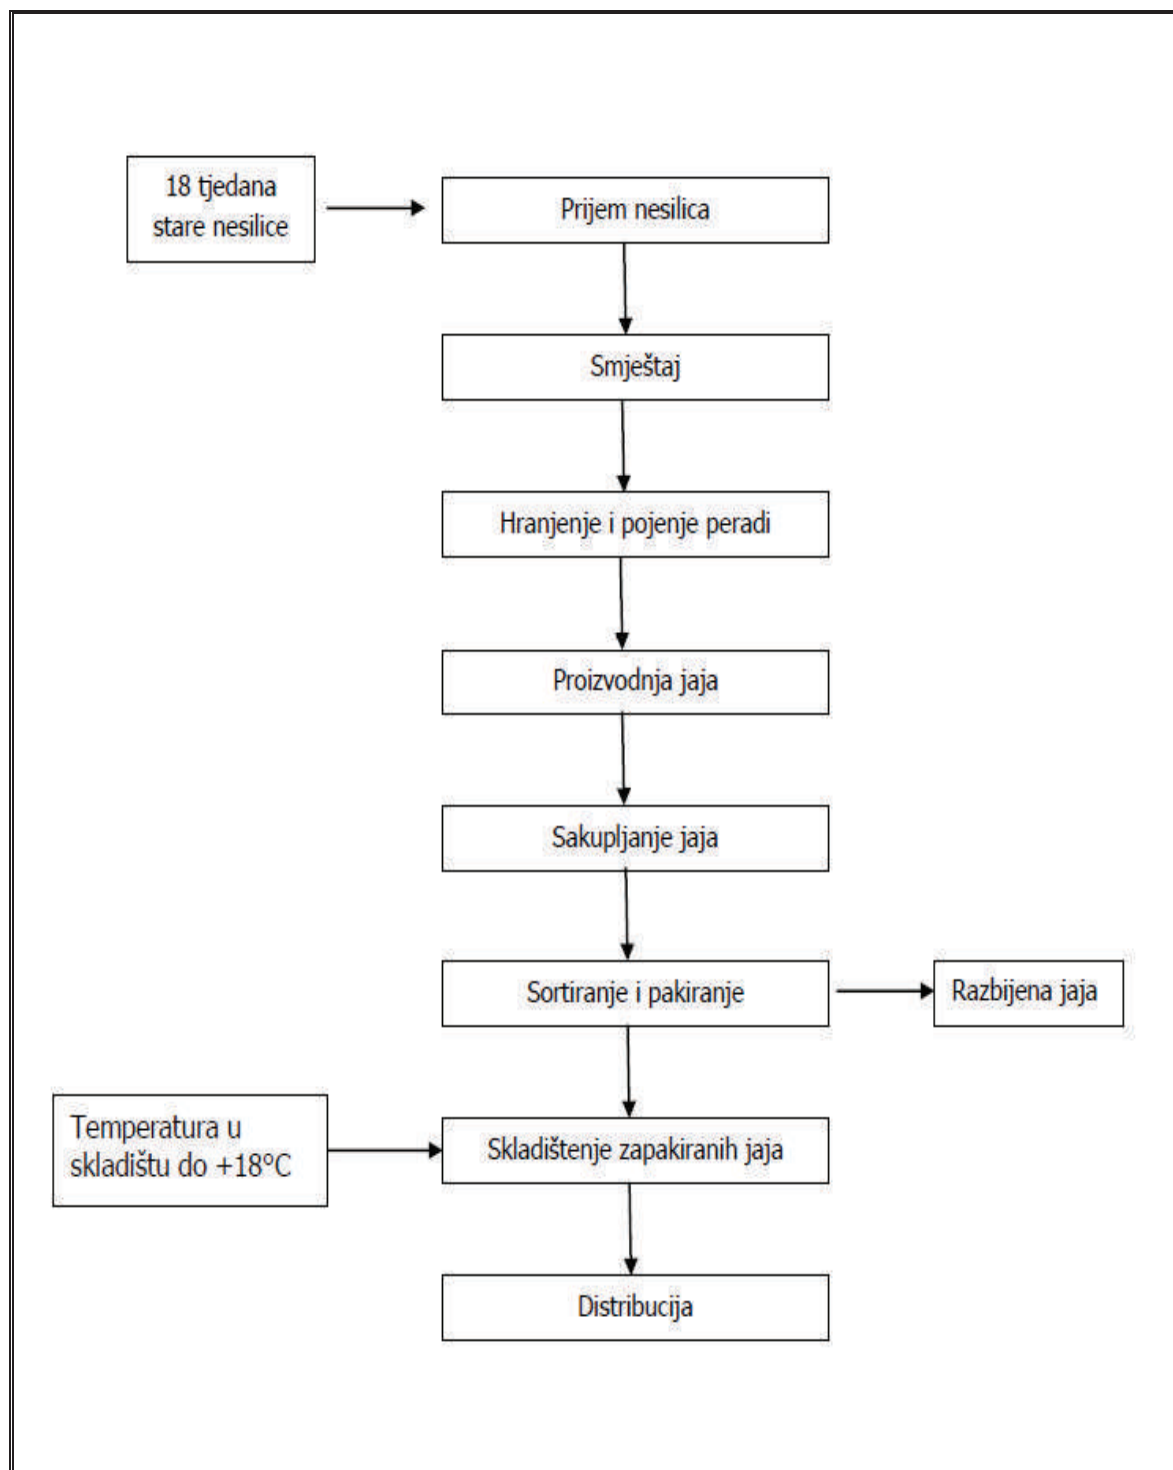 18 tjedana
stare nesilice
Prijem nesilica
Smještaj
Hranjenje i pojenje peradi
Proizvodnja jaja
Sakupljanje jaja
Sortiranje i pakiranje
Razbijena jaja
Temperatura u
skladištu do +18°C
Skladištenje zapakiranih jaja
Distribucija